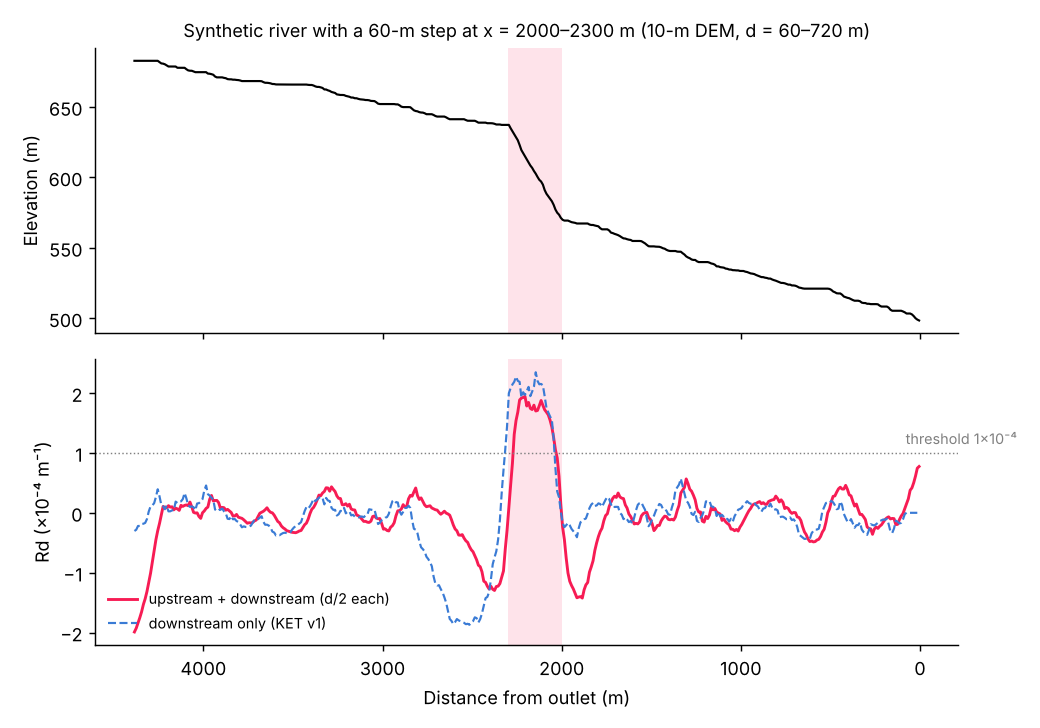 Synthetic river with a 60-m step at x = 2000–2300 m (10-m DEM, d = 60–720 m)
Elevation (m)
650
600
550
500
Rd (×10⁻⁴ m⁻¹)
2
1
0
−1
−2
threshold 1×10⁻⁴
upstream + downstream (d/2 each)
downstream only (KET v1)
4000 3000 2000 1000 0
Distance from outlet (m)